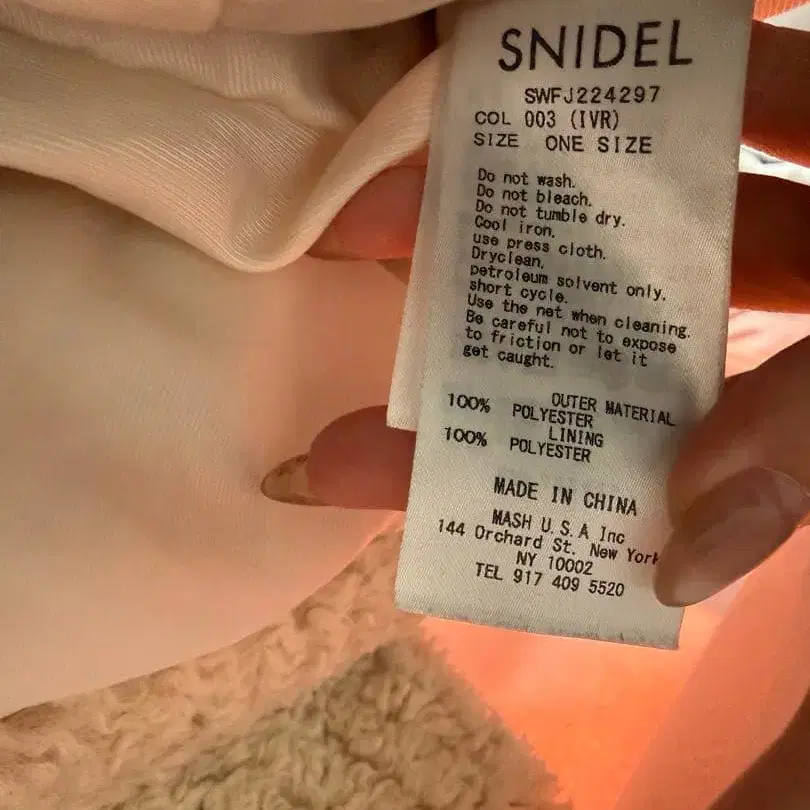 SNIDEL
SWFJ224297
COL 003 (IVR)
SIZE ONE SIZE
Do not wash.
Do not bleach.
Do not tumble dry.
Cool iron.
use press cloth.
Dryclean,
petroleum solvent only.
short cycle.
Use the net when cleaning.
Be careful not to expose
to friction or let it
get caught.
OUTER MATERIAL
100% POLYESTER
LINING
100% POLYESTER
MADE IN CHINA
MASH U.S.A Inc
144 Orchard St. New York
NY 10002
TEL 917 409 5520